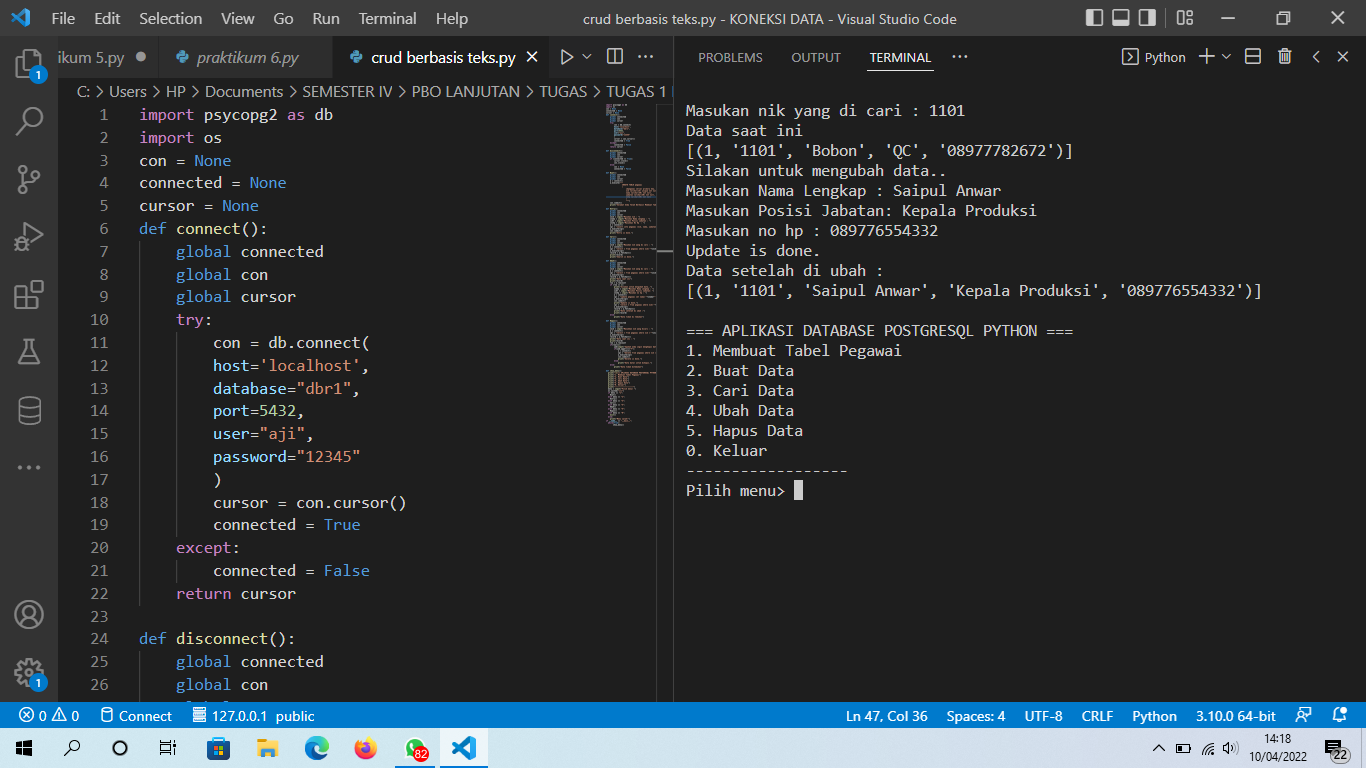 File Edit Selection View Go Run Terminal Help
crud berbasis teks.py - KONEKSI DATA - Visual Studio Code
ikum 5.py
praktikum 6.py
crud berbasis teks.py
C: > Users > HP > Documents > SEMESTER IV > PBO LANJUTAN > TUGAS > TUGAS 1
1 import psycopg2 as db
2 import os
3 con = None
4 connected = None
5 cursor = None
6 def connect():
7 global connected
8 global con
9 global cursor
10 try:
11 con = db.connect(
12 host='localhost',
13 database="dbr1",
14 port=5432,
15 user="aji",
16 password="12345"
17 )
18 cursor = con.cursor()
19 connected = True
20 except:
21 connected = False
22 return cursor
23
24 def disconnect():
25 global connected
26 global con
PROBLEMS OUTPUT TERMINAL ··· Python
Masukan nik yang di cari : 1101
Data saat ini
[(1, '1101', 'Bobon', 'QC', '08977782672')]
Silakan untuk mengubah data..
Masukan Nama Lengkap : Saipul Anwar
Masukan Posisi Jabatan: Kepala Produksi
Masukan no hp : 089776554332
Update is done.
Data setelah di ubah :
[(1, '1101', 'Saipul Anwar', 'Kepala Produksi', '089776554332')]
=== APLIKASI DATABASE POSTGRESQL PYTHON ===
1. Membuat Tabel Pegawai
2. Buat Data
3. Cari Data
4. Ubah Data
5. Hapus Data
0. Keluar
------------------
Pilih menu>
1
1
0 0 Connect 127.0.0.1 public Ln 47, Col 36 Spaces: 4 UTF-8 CRLF Python 3.10.0 64-bit
82
14:18
10/04/2022
22